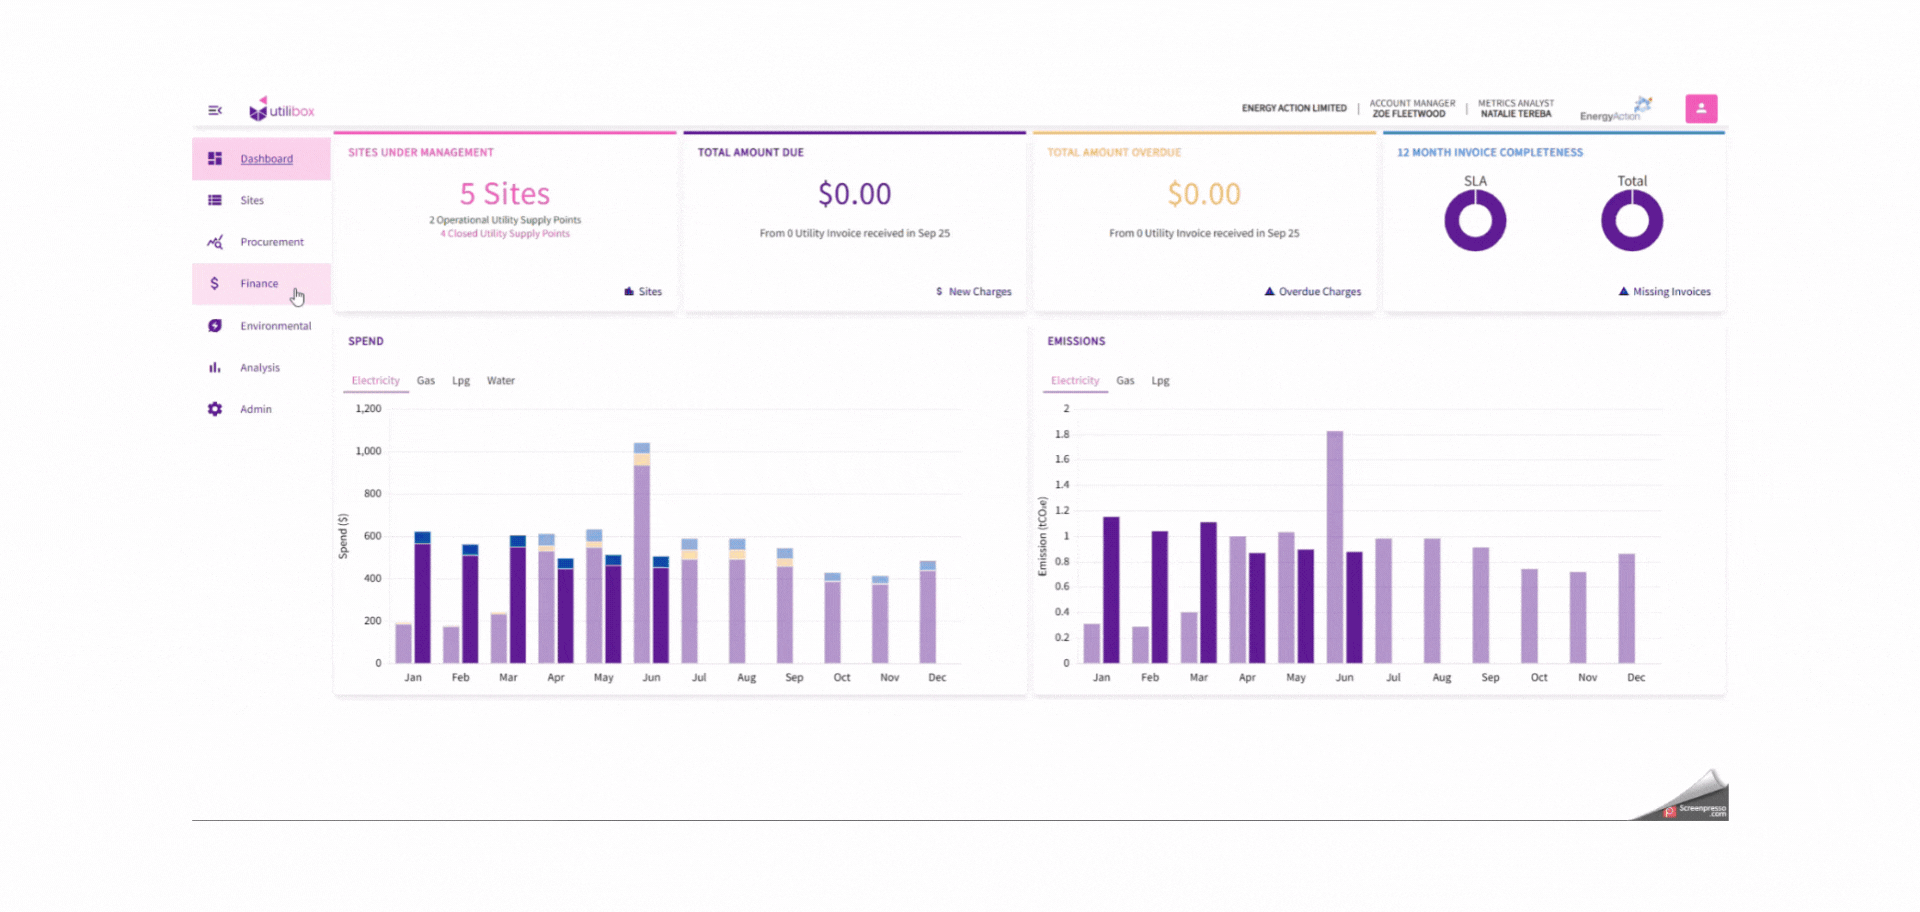 utilibox
ENERGY ACTION LIMITED
ACCOUNT MANAGER
ZOE FLEETWOOD
METRICS ANALYST
NATALIE TEREBA
EnergyAction
Dashboard
Sites
Procurement
Finance
Environmental
Analysis
Admin
SITES UNDER MANAGEMENT
5 Sites
2 Operational Utility Supply Points
4 Closed Utility Supply Points
Sites
TOTAL AMOUNT DUE
$0.00
From 0 Utility Invoice received in Sep 25
$ New Charges
TOTAL AMOUNT OVERDUE
$0.00
From 0 Utility Invoice received in Sep 25
Overdue Charges
12 MONTH INVOICE COMPLETENESS
SLA Total
Missing Invoices
SPEND
Electricity Gas Lpg Water
Spend ($)
1,200
1,000
800
600
400
200
0
Jan Feb Mar Apr May Jun Jul Aug Sep Oct Nov Dec
EMISSIONS
Electricity Gas Lpg
Emission (tCO₂e)
2
1.8
1.6
1.4
1.2
1
0.8
0.6
0.4
0.2
0
Jan Feb Mar Apr May Jun Jul Aug Sep Oct Nov Dec
Screenpresso
.com